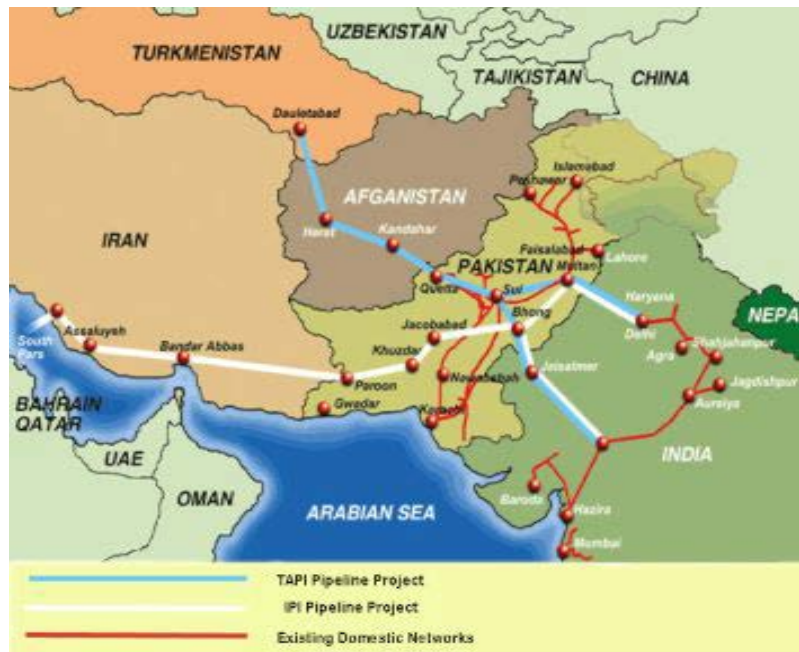 UZBEKISTAN
TURKMENISTAN
TAJIKISTAN
CHINA
Dauletabad
Islamabad
Peshawar
AFGANISTAN
Herat
Kandahar
IRAN
Faisalabad
Lahore
PAKISTAN
Multan
Quetta
Sui
Haryana
NEPA
South
Pars
Assaluyeh
Jacobabad
Bhong
Delhi
Shahjahanpur
Bandar Abbas
Khuzdar
Agra
Jaisalmer
Jagdishpur
Paroon
Nawabshah
BAHRAIN
QATAR
Gwadar
Karachi
Auraiya
UAE
INDIA
OMAN
ARABIAN SEA
Baroda
Hazira
Mumbai
TAPI Pipeline Project
IPI Pipeline Project
Existing Domestic Networks